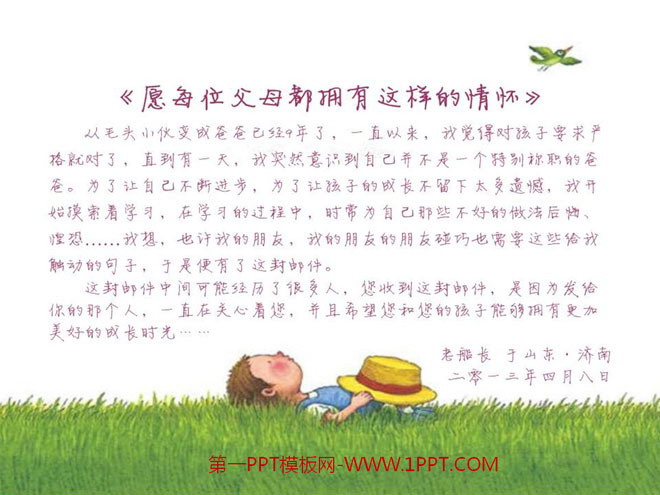 《愿每位父母都拥有这样的情怀》
从毛头小伙变成爸爸已经9年了，一直以来，我觉得对孩子要求严
格就对了，直到有一天，我突然意识到自己并不是一个特别称职的爸
爸。为了让自己不断进步，为了让孩子的成长不留下太多遗憾，我开
始摸索着学习，在学习的过程中，时常为自己那些不好的做法后悔、
惶恐……我想，也许我的朋友，我的朋友的朋友碰巧也需要这些给我
触动的句子，于是便有了这封邮件。
这封邮件中间可能经历了很多人，您收到这封邮件，是因为发给
你的那个人，一直在关心着您，并且希望您和您的孩子能够拥有更加
美好的成长时光……
老船长 于山东·济南
二零一三年四月八日
第一PPT模板网-WWW.1PPT.COM